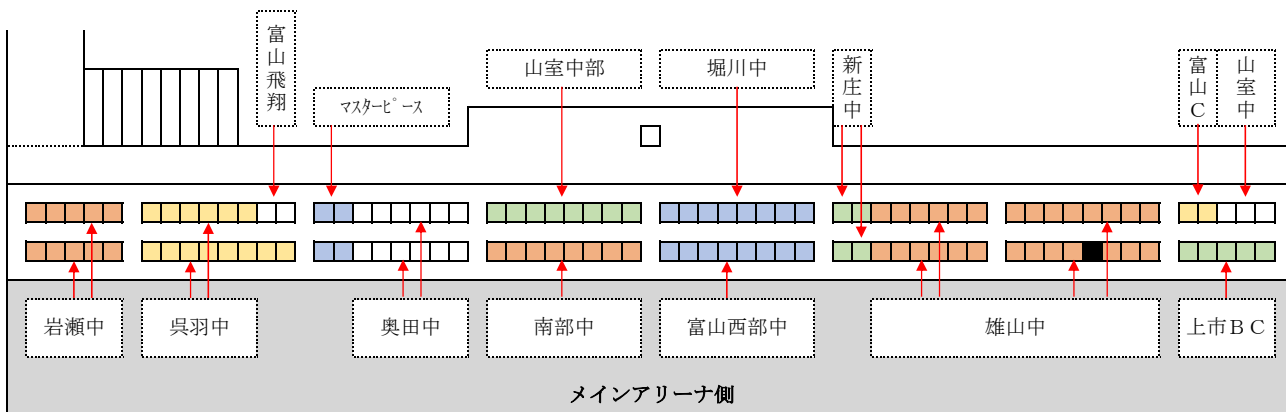 富山飛翔
マスターピース
山室中部
堀川中
新庄中
富山C
山室中
岩瀬中
呉羽中
奥田中
南部中
富山西部中
雄山中
上市BC
メインアリーナ側